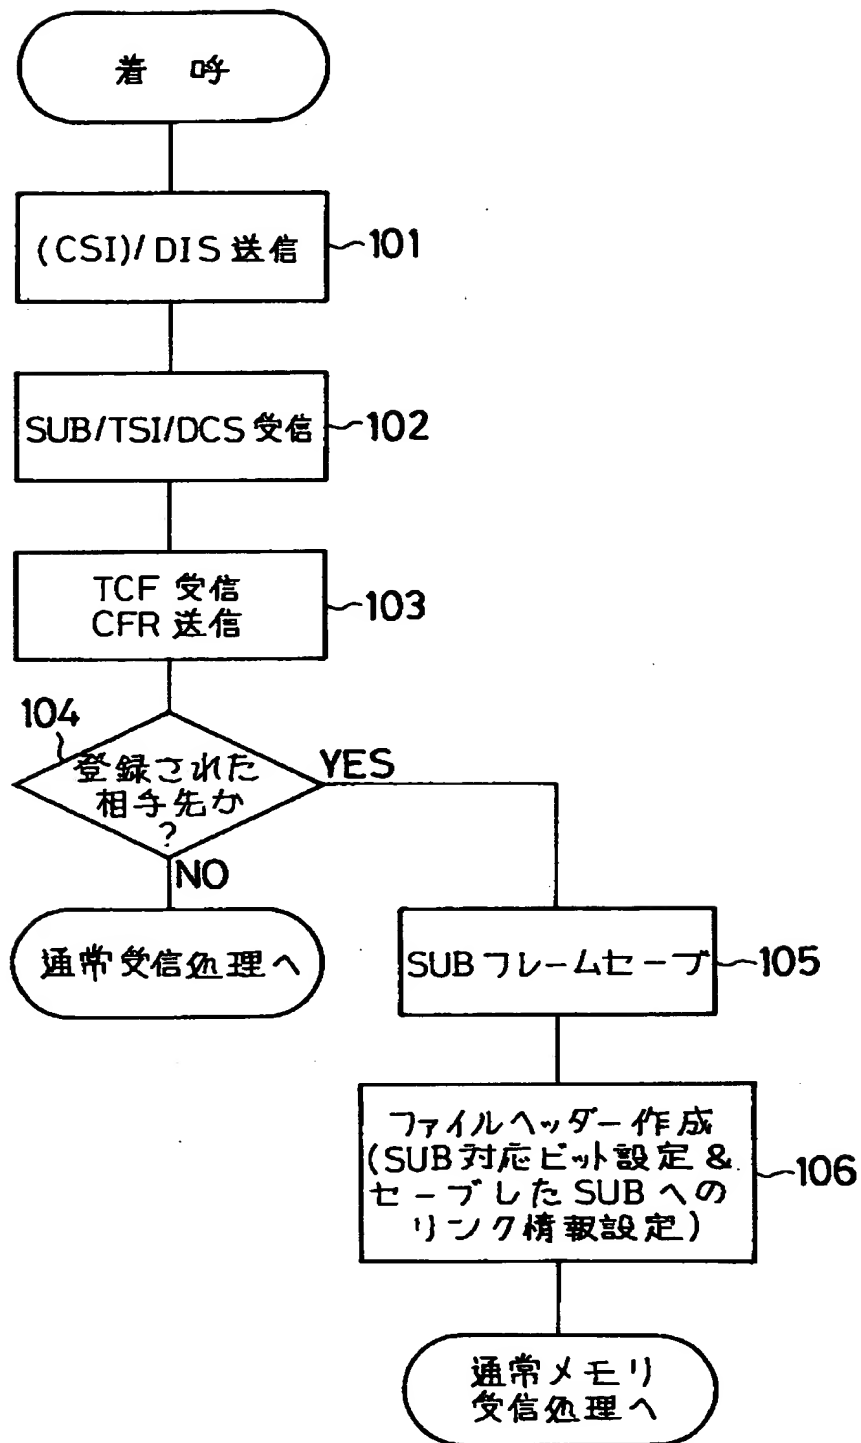 着 呼
(CSI)/DIS 送信
101
SUB/TSI/DCS 受信
102
TCF 受信
CFR 送信
103
104
登録された
相手先か
?
YES
NO
通常受信処理へ
SUBフレームセーブ
105
ファイルヘッダー作成
(SUB対応ビット設定&
セーブしたSUBへの
リンク情報設定)
106
通常メモリ
受信処理へ